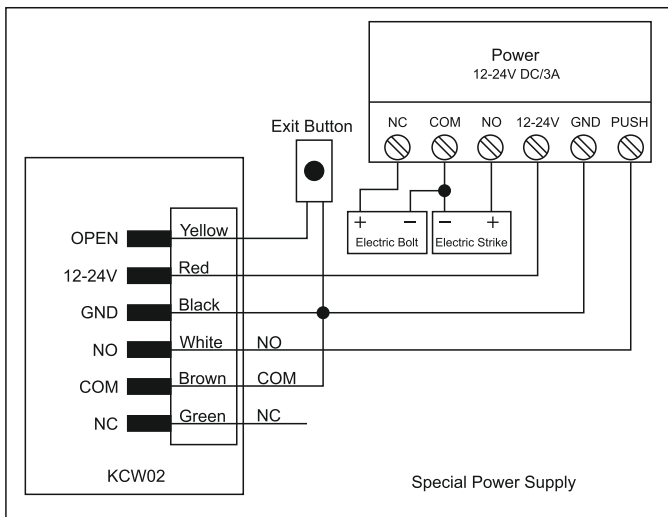 Power
12-24V DC/3A
NC COM NO 12-24V GND PUSH
Exit Button
+ − − +
Electric Bolt Electric Strike
OPEN Yellow
12-24V Red
GND Black
NO White NO
COM Brown COM
NC Green NC
KCW02
Special Power Supply